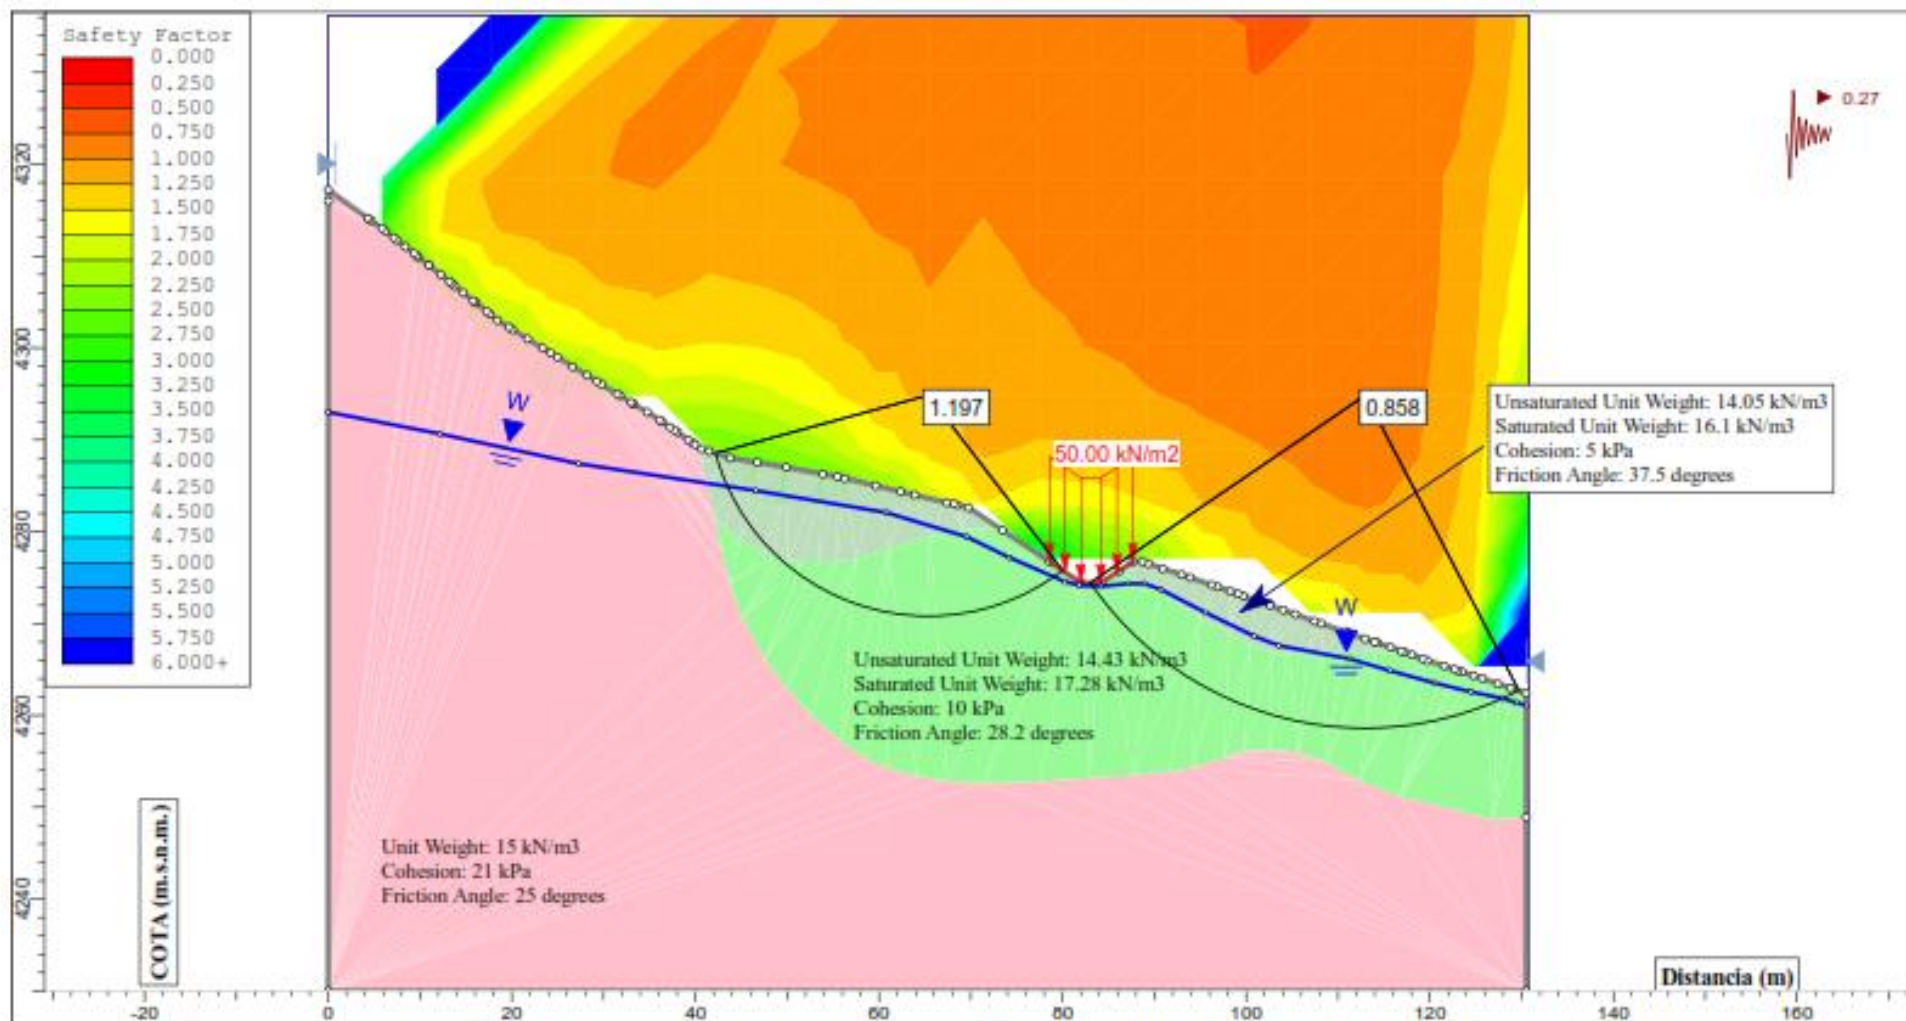 Safety Factor
0.000
0.250
0.500
0.750
1.000
1.250
1.500
1.750
2.000
2.250
2.500
2.750
3.000
3.250
3.500
3.750
4.000
4.250
4.500
4.750
5.000
5.250
5.500
5.750
6.000+
0.27
4320
4300
4280
4260
4240
W
1.197
0.858
50.00 kN/m2
Unsaturated Unit Weight: 14.05 kN/m3
Saturated Unit Weight: 16.1 kN/m3
Cohesion: 5 kPa
Friction Angle: 37.5 degrees
W
Unsaturated Unit Weight: 14.43 kN/m3
Saturated Unit Weight: 17.28 kN/m3
Cohesion: 10 kPa
Friction Angle: 28.2 degrees
Unit Weight: 15 kN/m3
Cohesion: 21 kPa
Friction Angle: 25 degrees
COTA (m.s.n.m.)
Distancia (m)
-20
0
20
40
60
80
100
120
140
160